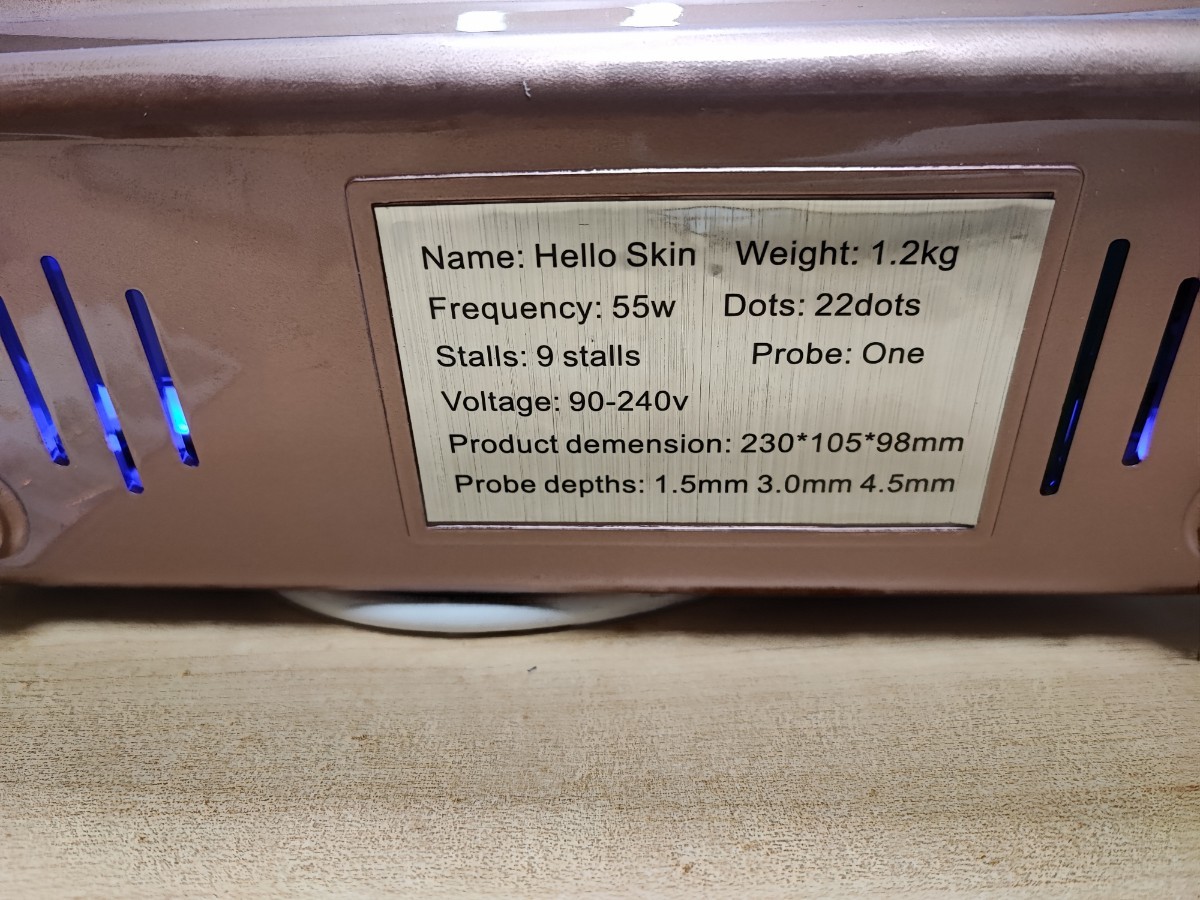 Name: Hello Skin Weight: 1.2kg
Frequency: 55w Dots: 22dots
Stalls: 9 stalls Probe: One
Voltage: 90-240v
Product demension: 230*105*98mm
Probe depths: 1.5mm 3.0mm 4.5mm